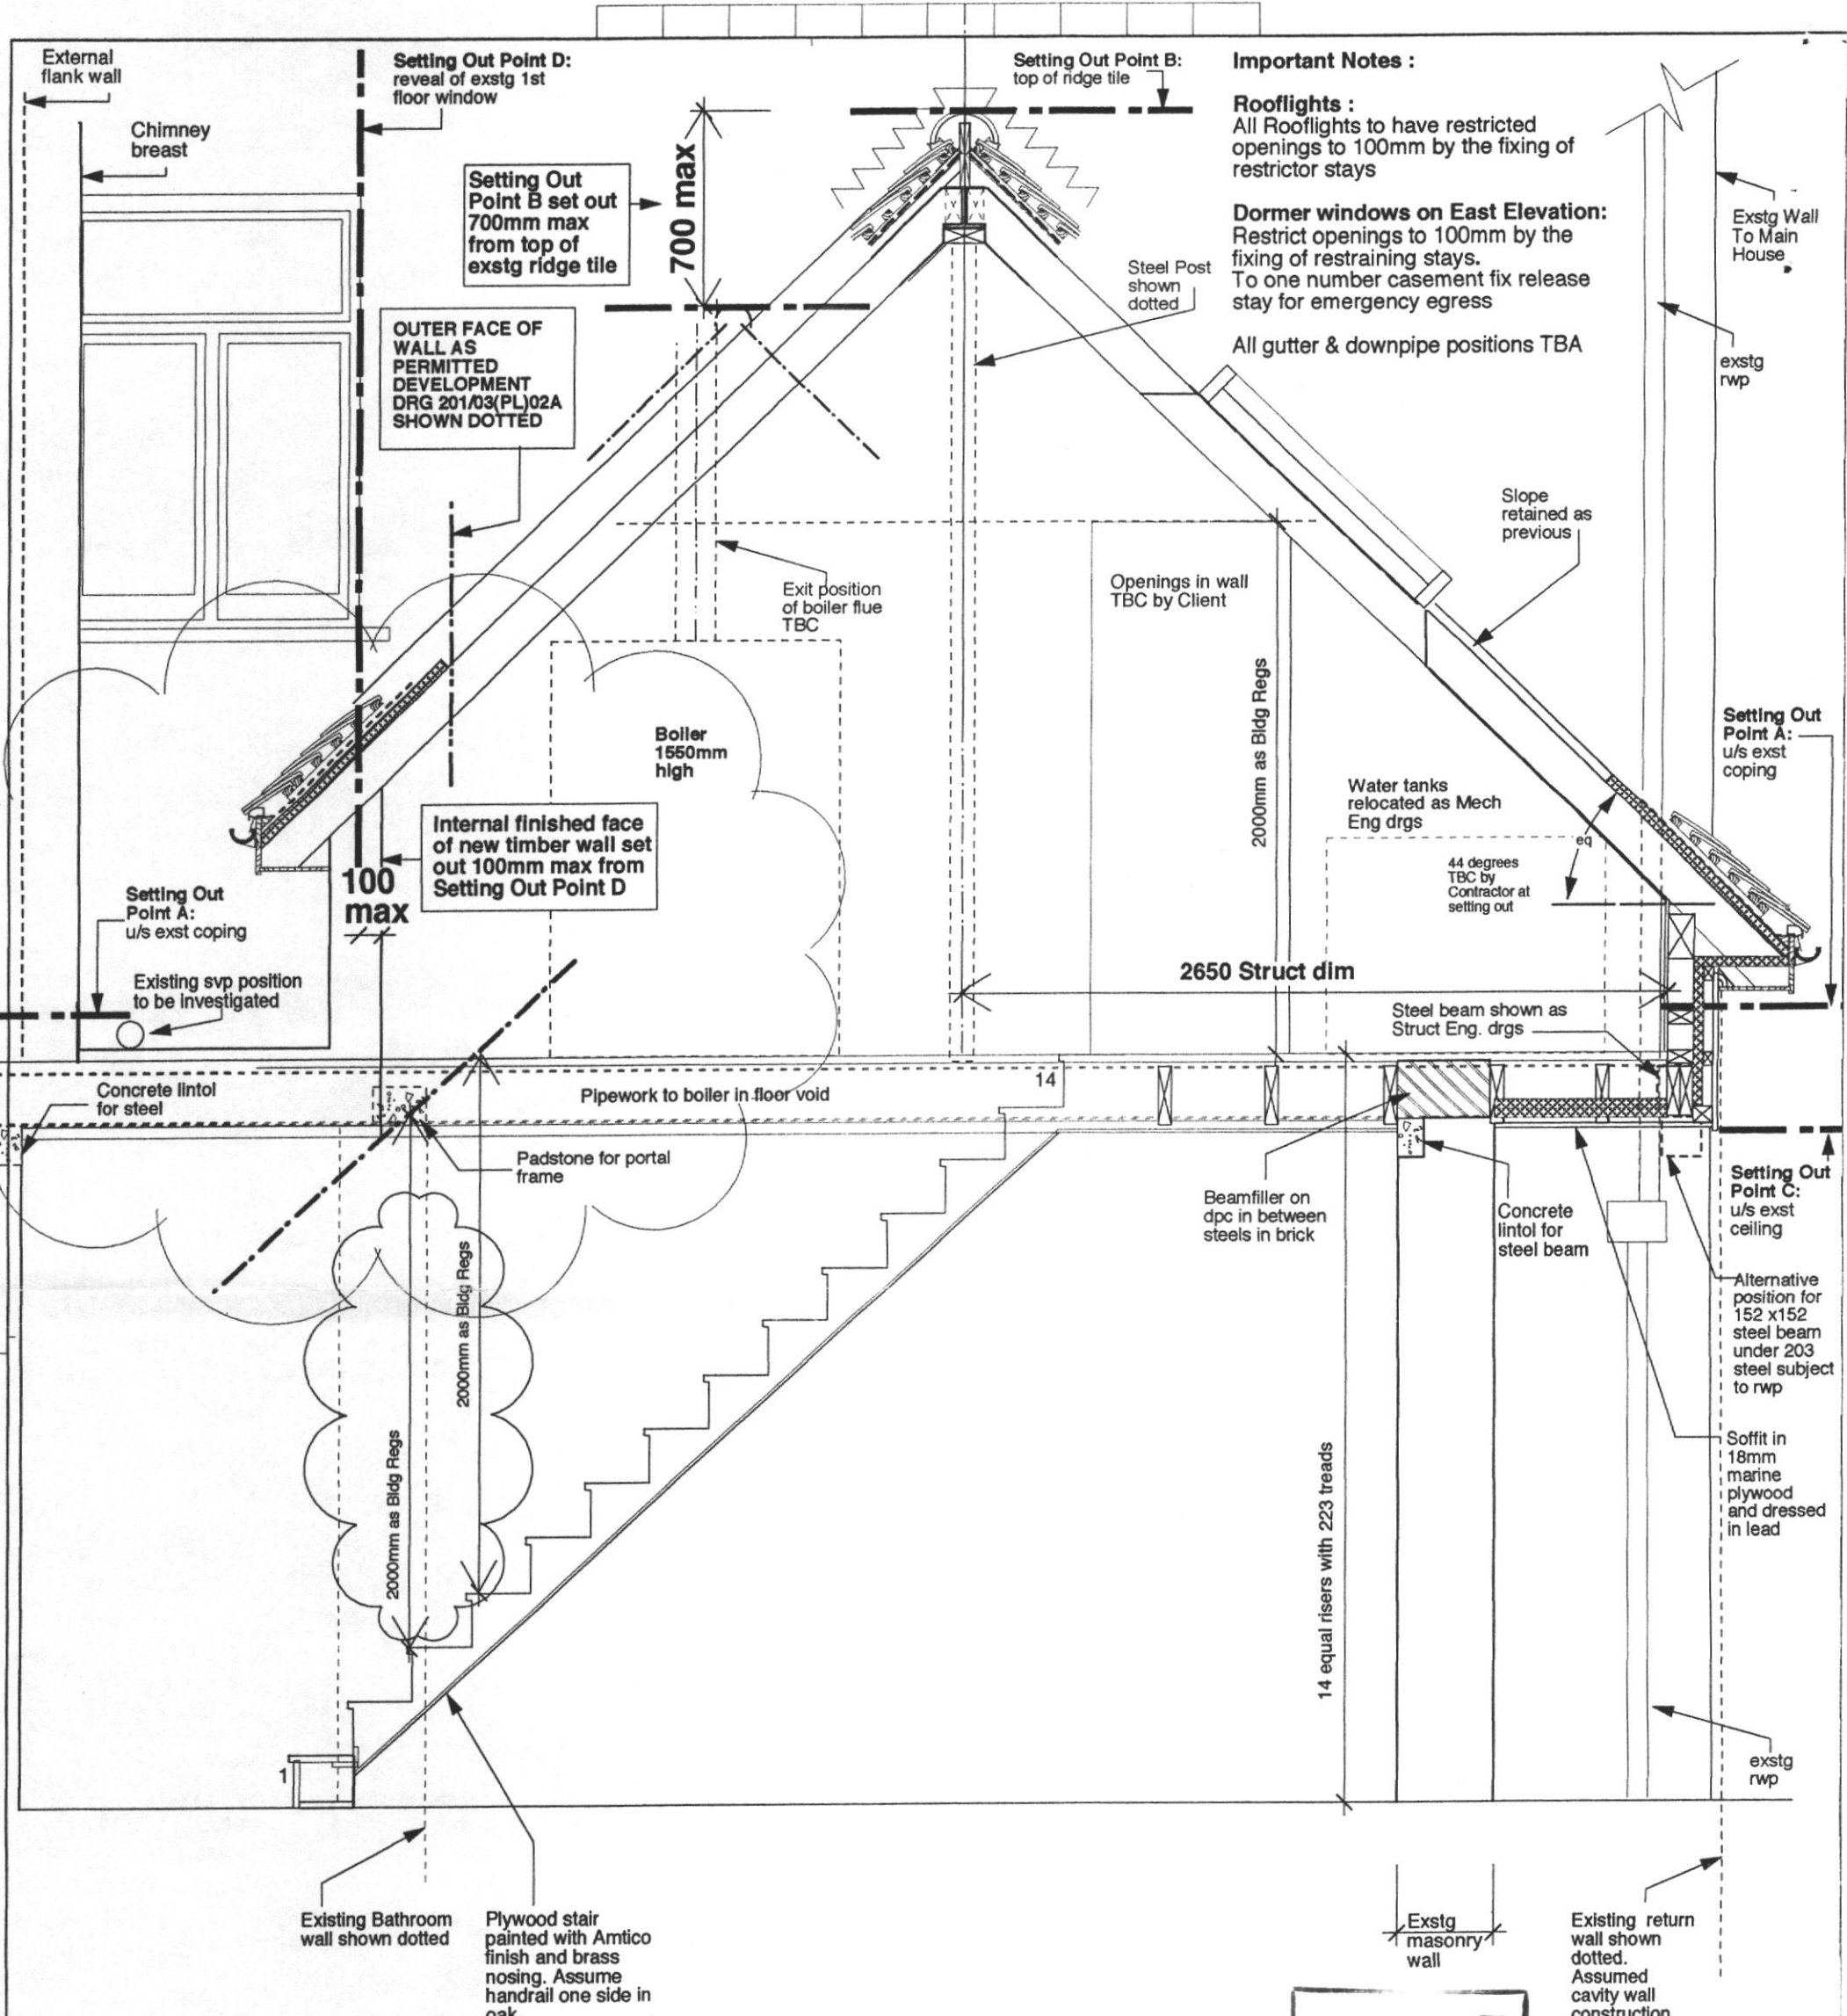 External
flank wall
Chimney
breast
Setting Out Point D:
reveal of exstg 1st
floor window
Setting Out
Point B set out
700mm max
from top of
exstg ridge tile
700 max
Setting Out Point B:
top of ridge tile
Important Notes :
Rooflights :
All Rooflights to have restricted
openings to 100mm by the fixing of
restrictor stays
Dormer windows on East Elevation:
Restrict openings to 100mm by the
fixing of restraining stays.
To one number casement fix release
stay for emergency egress
All gutter & downpipe positions TBA
Exstg Wall
To Main
House
exstg
rwp
Steel Post
shown
dotted
OUTER FACE OF
WALL AS
PERMITTED
DEVELOPMENT
DRG 201/03(PL)02A
SHOWN DOTTED
Slope
retained as
previous
Exit position
of boiler flue
TBC
Openings in wall
TBC by Client
2000mm as Bldg Regs
Boiler
1550mm
high
Setting Out
Point A:
u/s exst
coping
Water tanks
relocated as Mech
Eng drgs
eq
44 degrees
TBC by
Contractor at
setting out
Internal finished face
of new timber wall set
out 100mm max from
Setting Out Point D
100
max
Setting Out
Point A:
u/s exst coping
Existing svp position
to be investigated
2650 Struct dim
Steel beam shown as
Struct Eng. drgs
Concrete lintol
for steel
Pipework to boiler in floor void
14
Padstone for portal
frame
Beamfiller on
dpc in between
steels in brick
Concrete
lintol for
steel beam
Setting Out
Point C:
u/s exst
ceiling
Alternative
position for
152 x152
steel beam
under 203
steel subject
to rwp
2000mm as Bldg Regs
2000mm as Bldg Regs
14 equal risers with 223 treads
Soffit in
18mm
marine
plywood
and dressed
in lead
1
exstg
rwp
Existing Bathroom
wall shown dotted
Plywood stair
painted with Amtico
finish and brass
nosing. Assume
handrail one side in
oak
Exstg
masonry
wall
Existing return
wall shown
dotted.
Assumed
cavity wall
construction